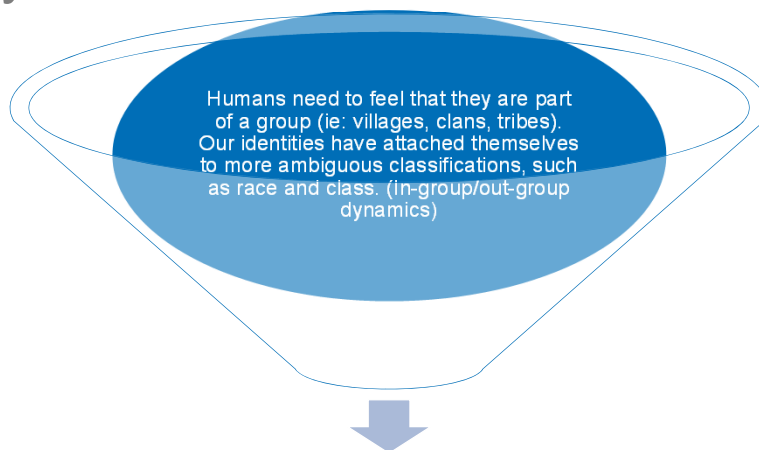 Humans need to feel that they are part
of a group (ie: villages, clans, tribes).
Our identities have attached themselves
to more ambiguous classifications, such
as race and class. (in-group/out-group
dynamics)